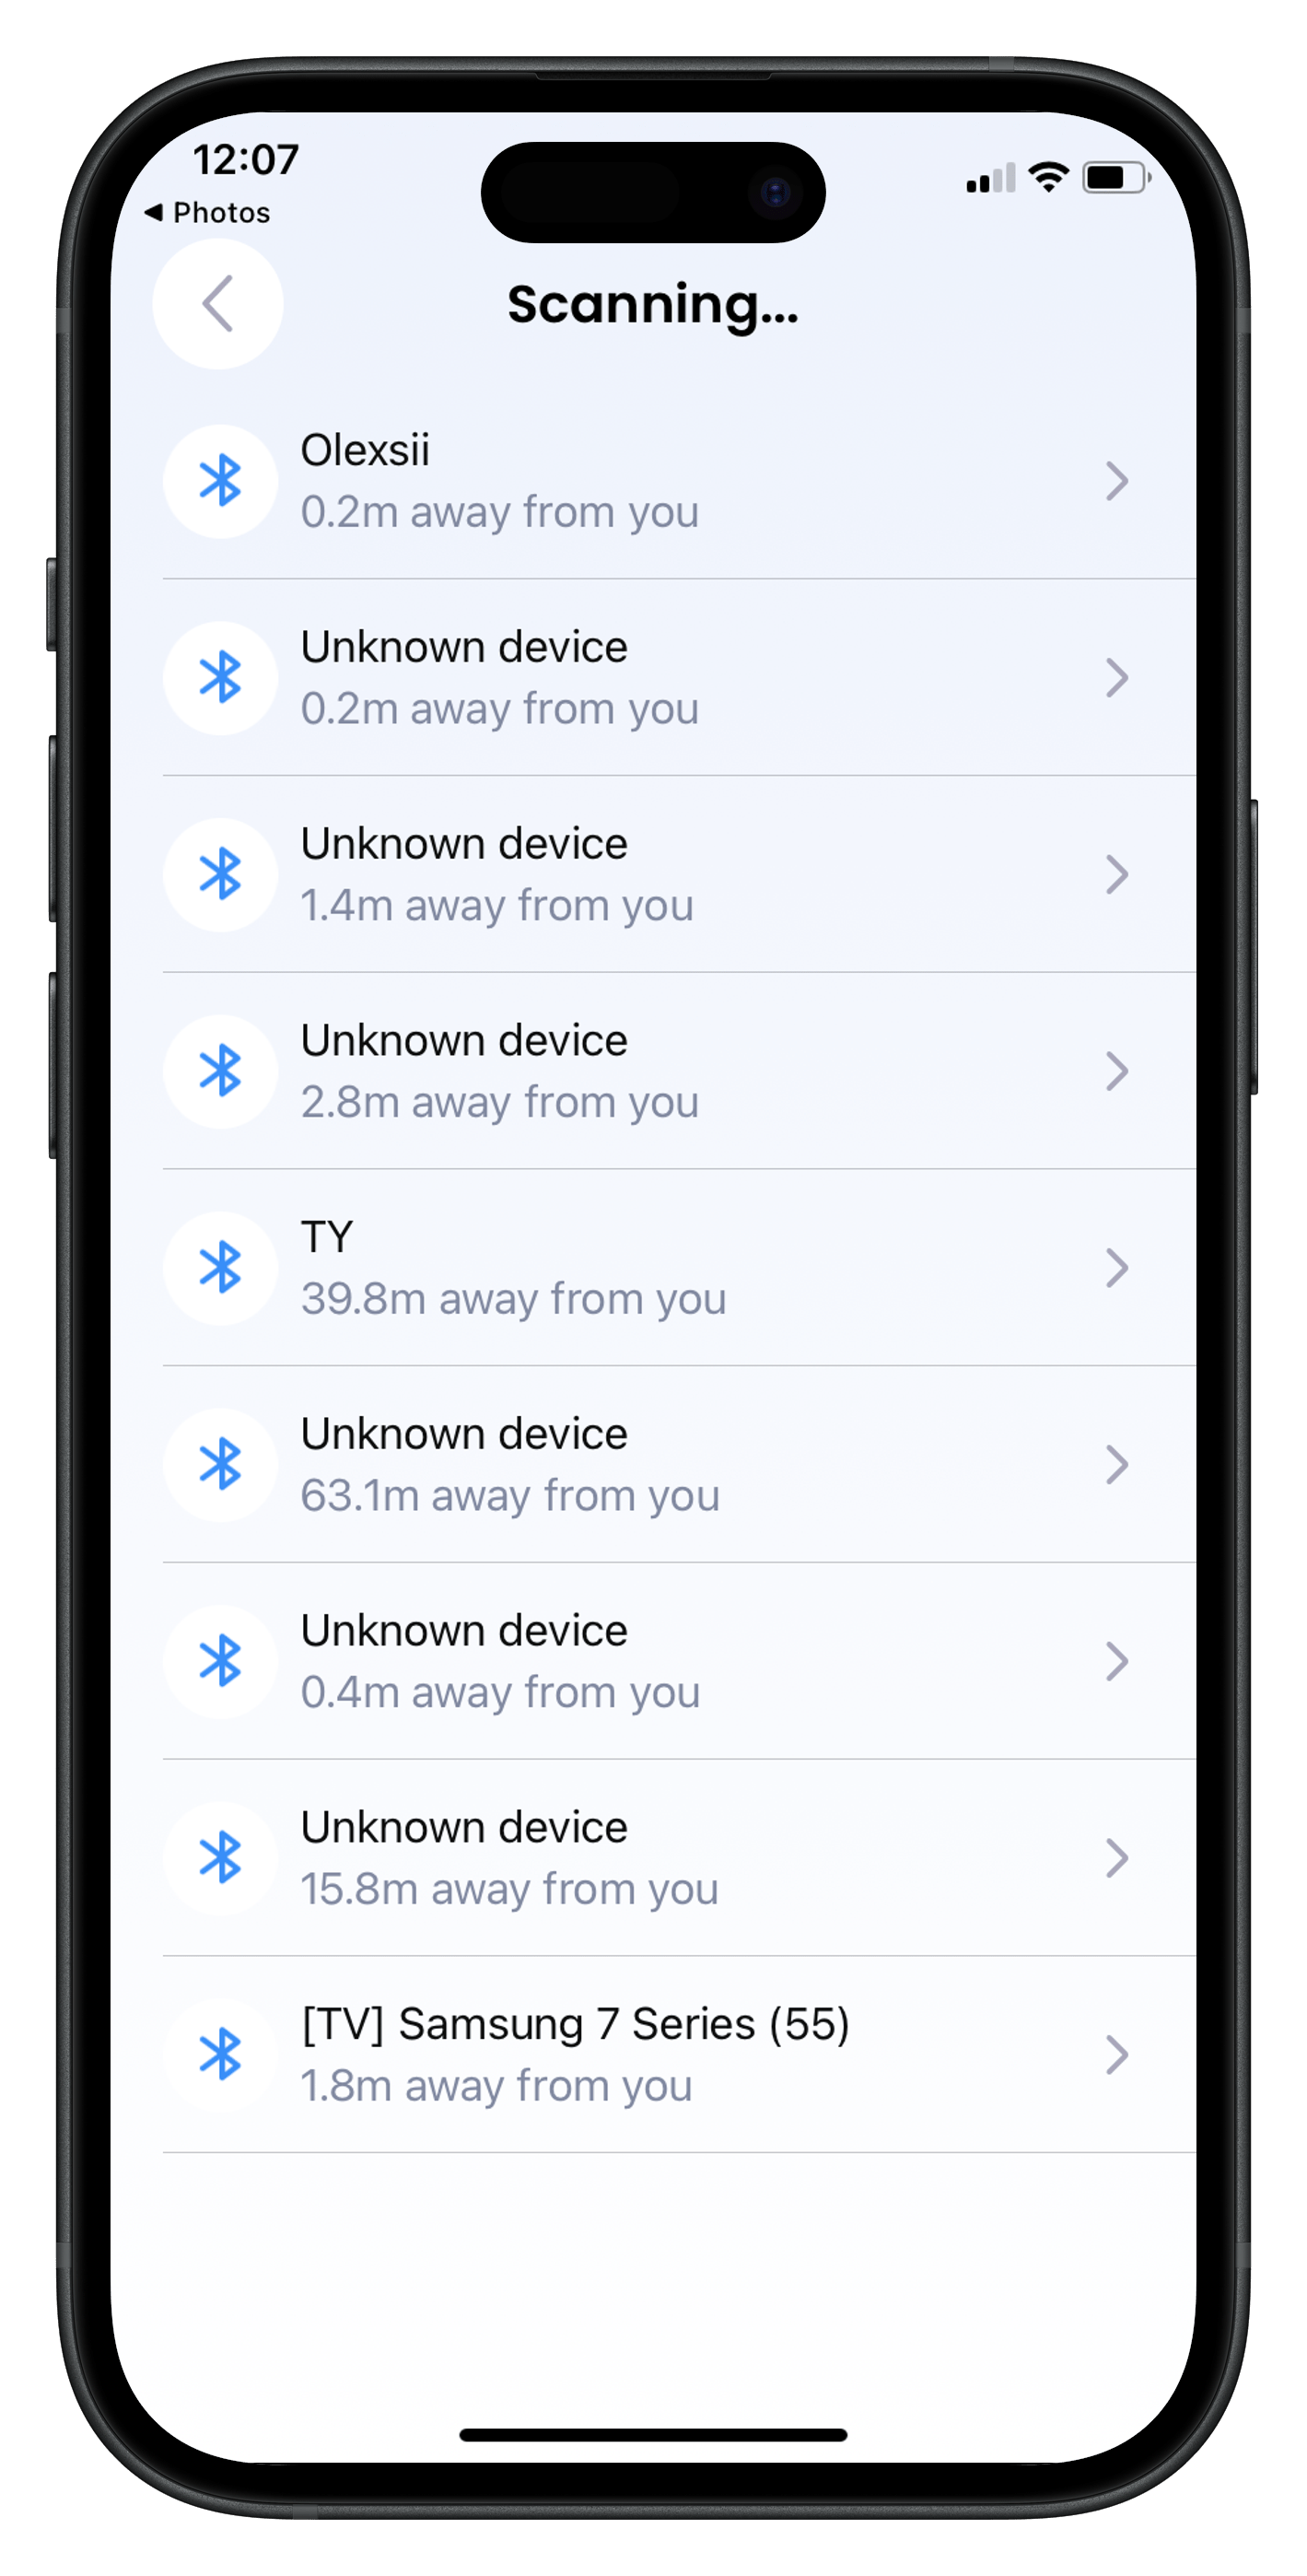 12:07
◀ Photos
Scanning...
Olexsii
0.2m away from you
Unknown device
0.2m away from you
Unknown device
1.4m away from you
Unknown device
2.8m away from you
TY
39.8m away from you
Unknown device
63.1m away from you
Unknown device
0.4m away from you
Unknown device
15.8m away from you
[TV] Samsung 7 Series (55)
1.8m away from you